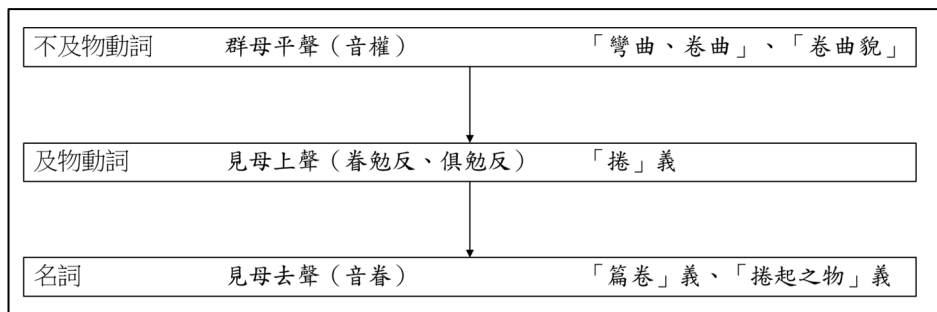 不及物動詞 群母平聲（音權） 「彎曲、卷曲」、「卷曲貌」
及物動詞 見母上聲（眷勉反、俱勉反） 「捲」義
名詞 見母去聲（音眷） 「篇卷」義、「捲起之物」義